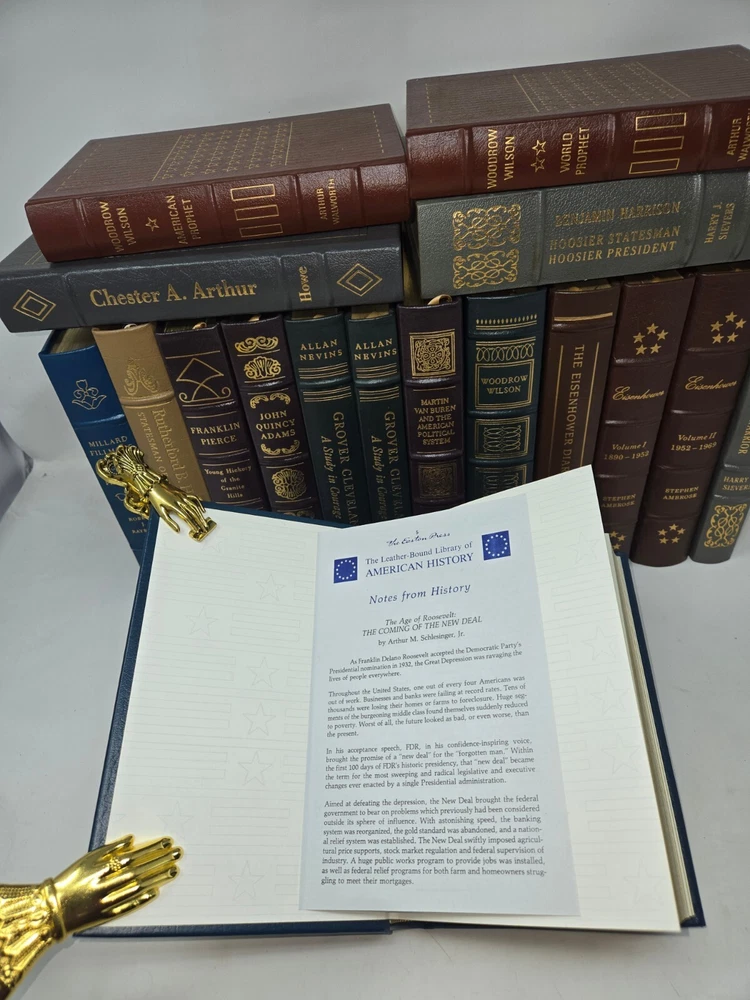 WOODROW
WILSON
AMERICAN
PROPHET
ARTHUR
WALWORTH
WOODROW
WILSON
WORLD
PROPHET
ARTHUR
Chester A. Arthur
Howe
BENJAMIN HARRISON
HOOSIER STATESMAN
HOOSIER PRESIDENT
HARRY J.
SIEVERS
MILLARD
Rutherford B.
STATESMAN OF
FRANKLIN
PIERCE
Young Hickory
of the
Granite
Hills
JOHN
QUINCY
ADAMS
ALLAN
NEVINS
GROVER CLEVELAN
A Study in Courage
ALLAN
NEVINS
GROVER CLEVELAN
A Study in Courage
MARTIN
VAN BUREN
AND THE
AMERICAN
POLITICAL
SYSTEM
WOODROW
WILSON
THE EISENHOWER DIA
Eisenhower
Volume I
1890-1952
STEPHEN
AMBROSE
Eisenhower
Volume II
1952-1969
STEPHEN
AMBROSE
HARRY
SIEVER
The Easton Press
The Leather-Bound Library of
AMERICAN HISTORY
Notes from History
The Age of Roosevelt:
THE COMING OF THE NEW DEAL
by Arthur M. Schlesinger, Jr.
As Franklin Delano Roosevelt accepted the Democratic Party's
Presidential nomination in 1932, the Great Depression was ravaging the
lives of people everywhere.
Throughout the United States, one out of every four Americans was
out of work. Businesses and banks were failing at record rates. Tens of
thousands were losing their homes or farms to foreclosure. Huge seg-
ments of the burgeoning middle class found themselves suddenly reduced
to poverty. Worst of all, the future looked as bad, or even worse, than
the present.
In his acceptance speech, FDR, in his confidence-inspiring voice,
brought the promise of a "new deal" for the "forgotten man." Within
the first 100 days of FDR's historic presidency, that "new deal" became
the term for the most sweeping and radical legislative and executive
changes ever enacted by a single Presidential administration.
Aimed at defeating the depression, the New Deal brought the federal
government to bear on problems which previously had been considered
outside its sphere of influence. With astonishing speed, the banking
system was reorganized, the gold standard was abandoned, and a nation-
al relief system was established. The New Deal swiftly imposed agricul-
tural price supports, stock market regulation and federal supervision of
industry. A huge public works program to provide jobs was installed,
as well as federal relief programs for both farm and homeowners strug-
gling to meet their mortgages.